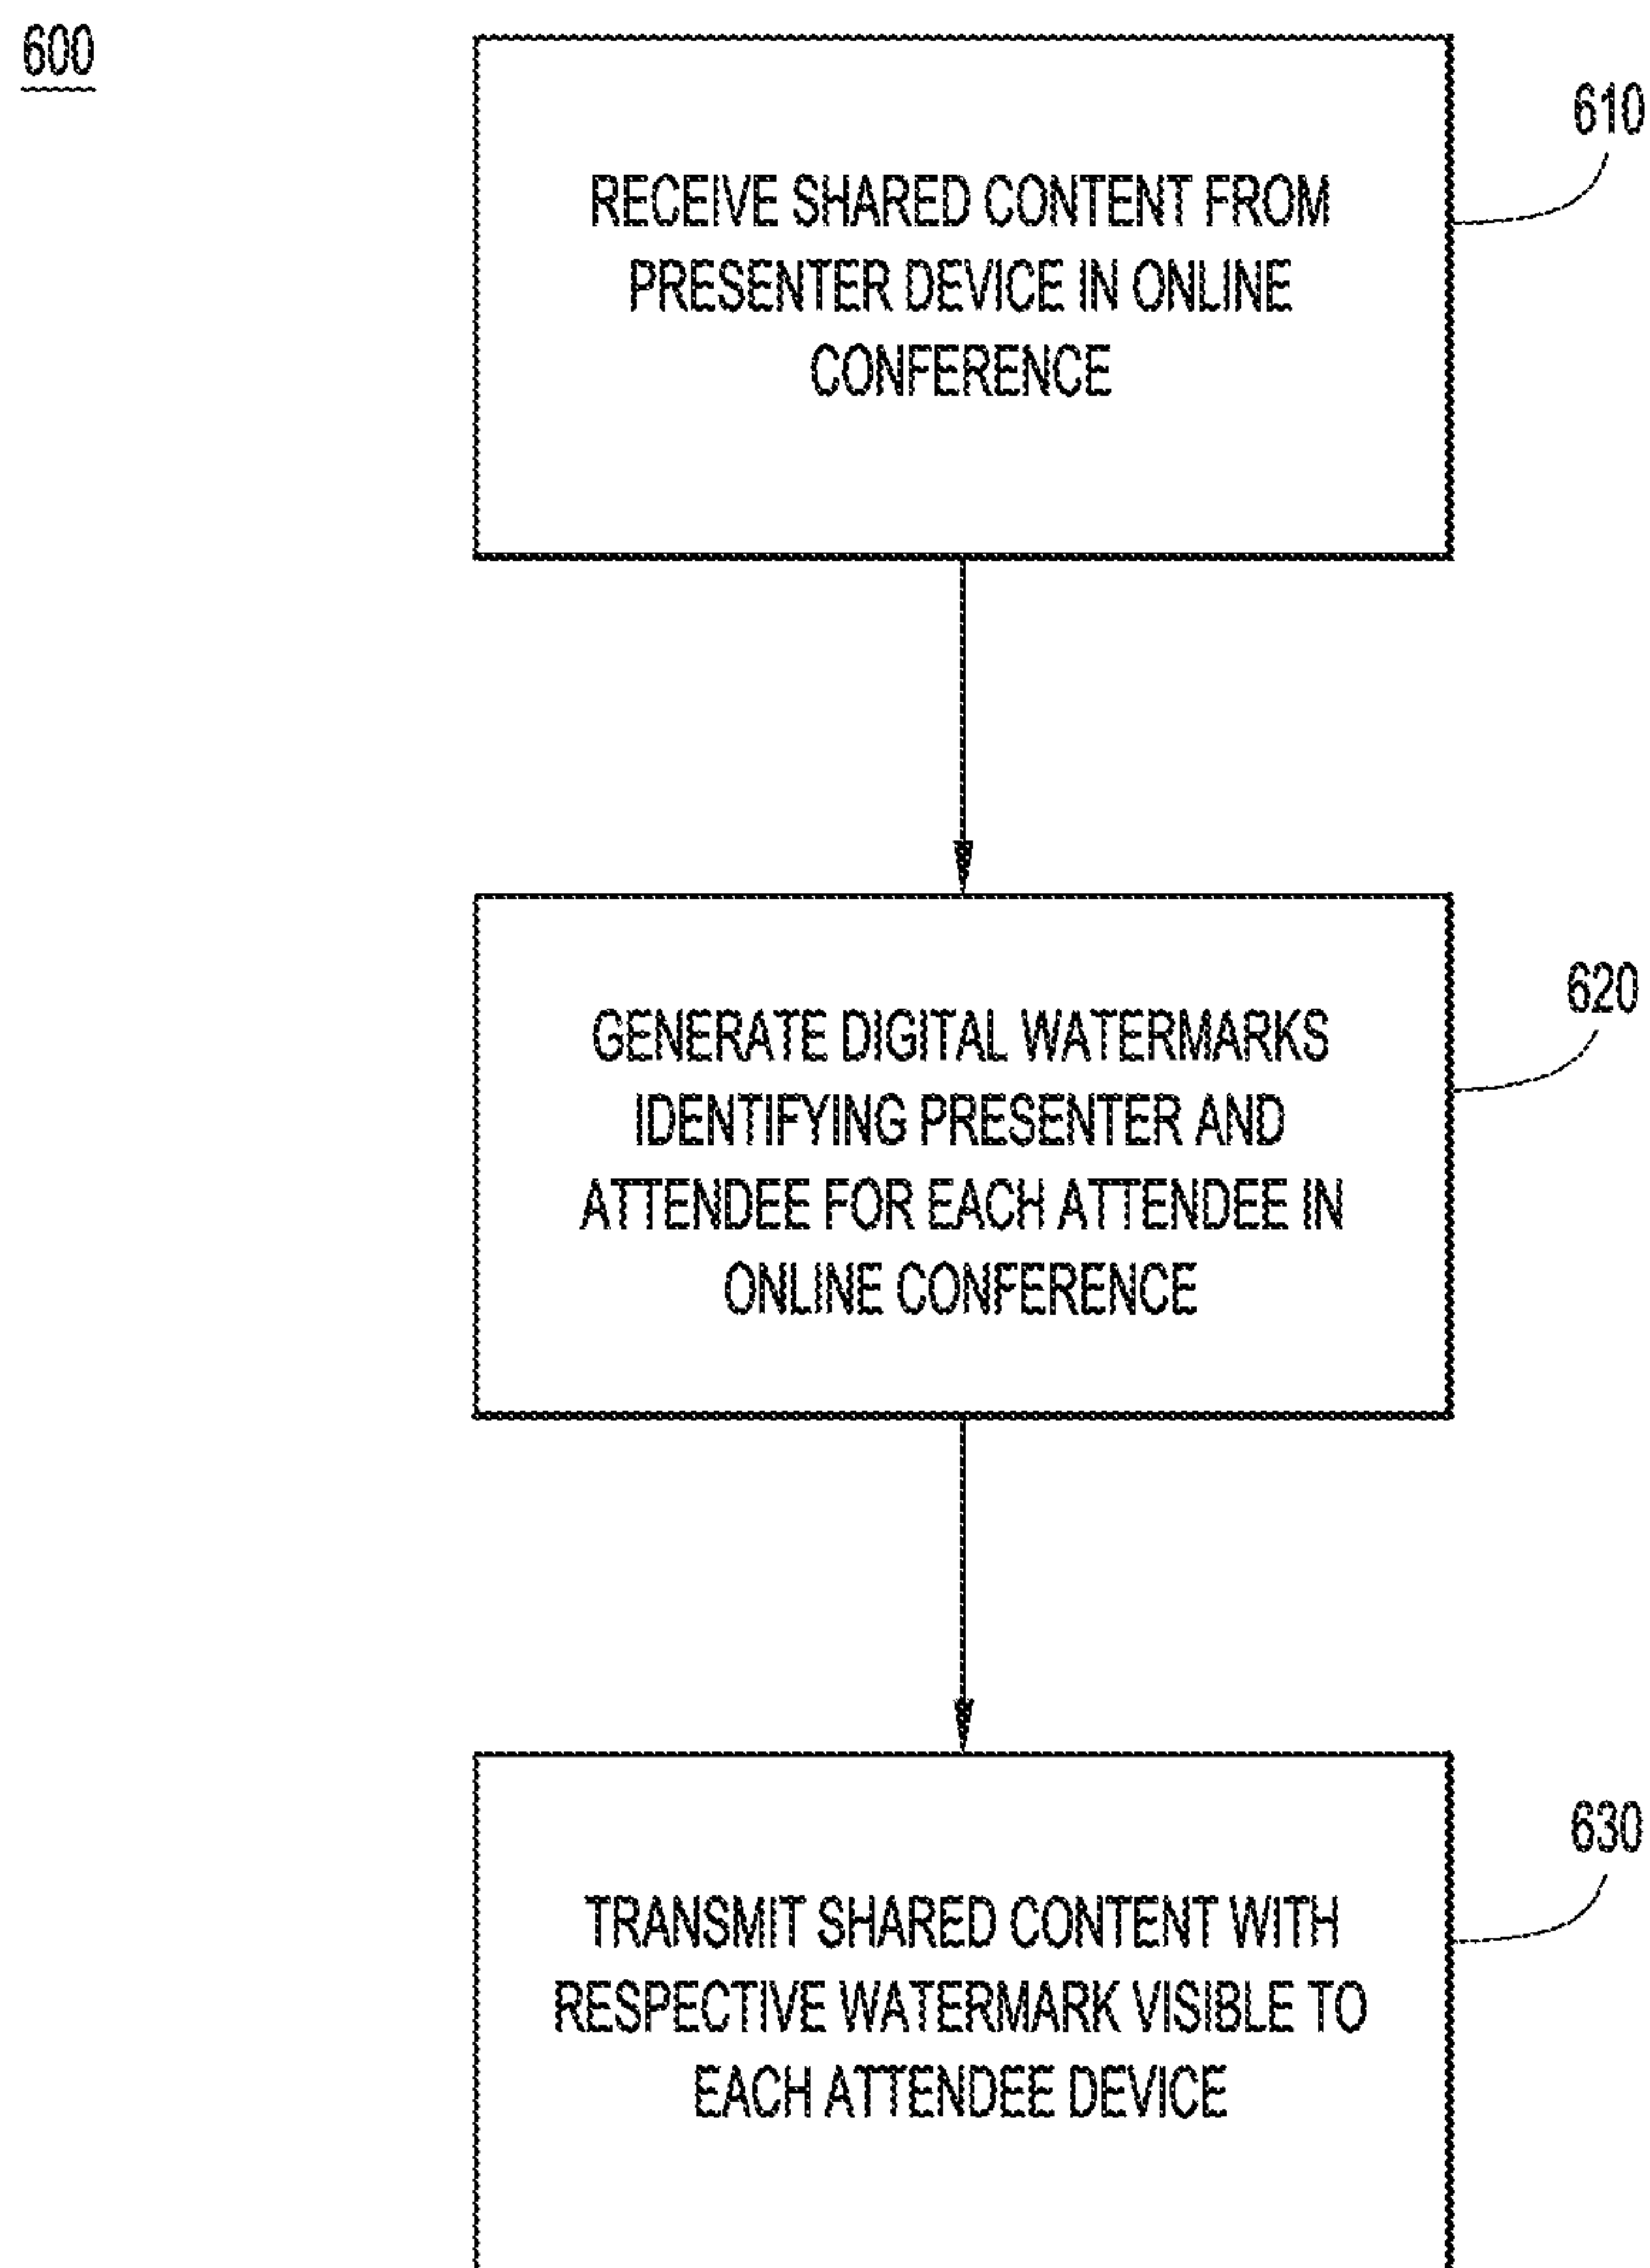 600
610
RECEIVE SHARED CONTENT FROM
PRESENTER DEVICE IN ONLINE
CONFERENCE
620
GENERATE DIGITAL WATERMARKS
IDENTIFYING PRESENTER AND
ATTENDEE FOR EACH ATTENDEE IN
ONLINE CONFERENCE
630
TRANSMIT SHARED CONTENT WITH
RESPECTIVE WATERMARK VISIBLE TO
EACH ATTENDEE DEVICE